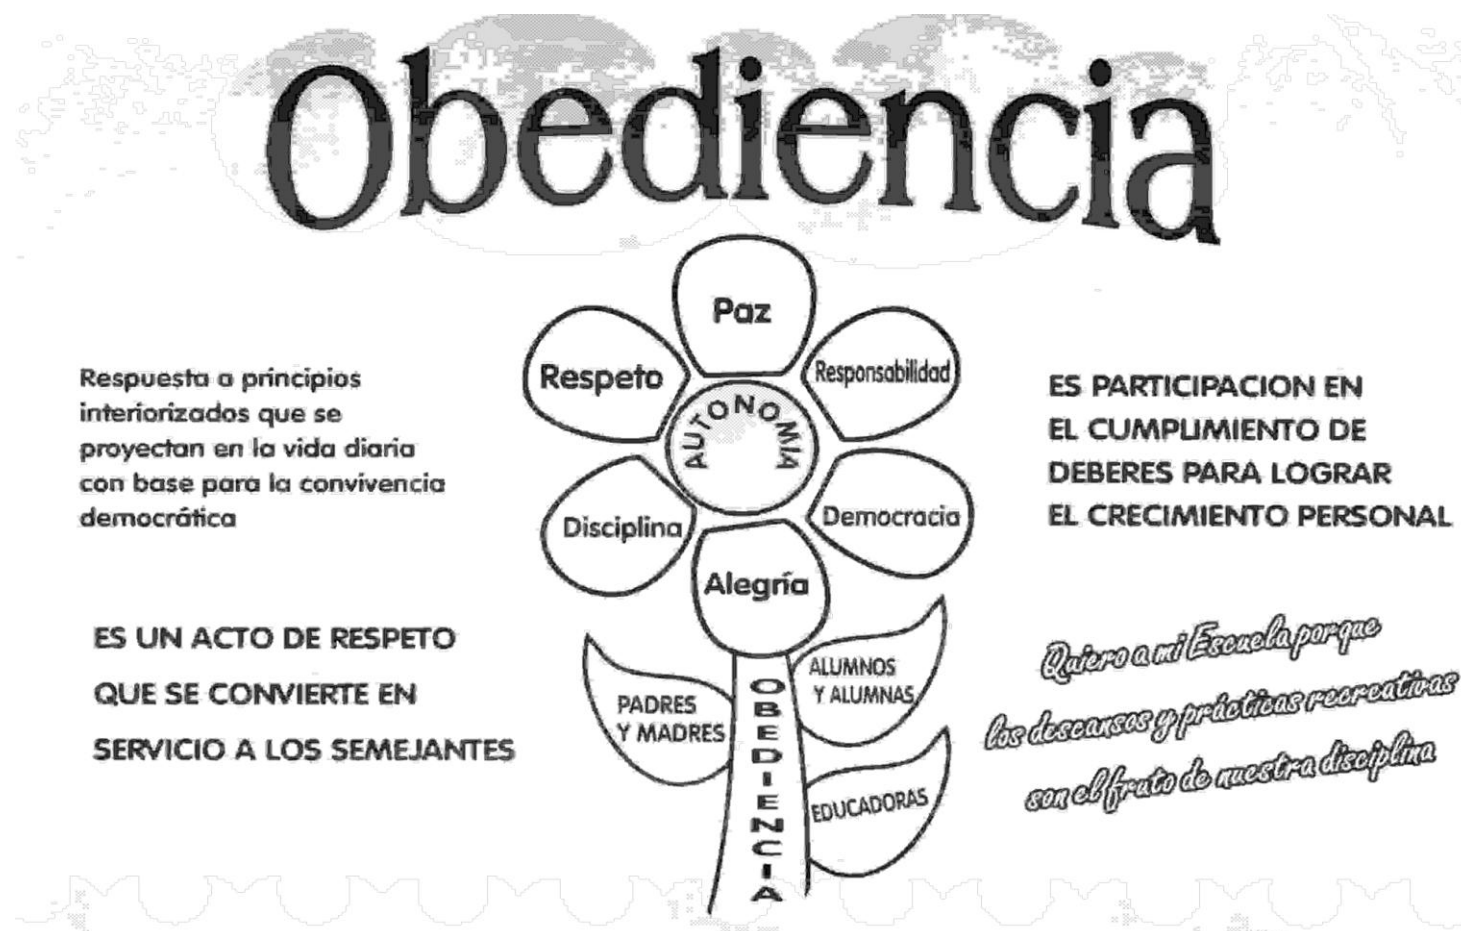 Obediencia
Paz
Respeto
Responsabilidad
AUTONOMIA
Disciplina
Democracia
Alegría
Respuesta a principios
interiorizados que se
proyectan en la vida diaria
con base para la convivencia
democrática
ES PARTICIPACION EN
EL CUMPLIMIENTO DE
DEBERES PARA LOGRAR
EL CRECIMIENTO PERSONAL
ES UN ACTO DE RESPETO
QUE SE CONVIERTE EN
SERVICIO A LOS SEMEJANTES
PADRES
Y MADRES
ALUMNOS
Y ALUMNAS
EDUCADORAS
OBEDIENCIA
Quiero a mi Escuela porque
los descansos y prácticas recreativas
son el fruto de nuestra disciplina